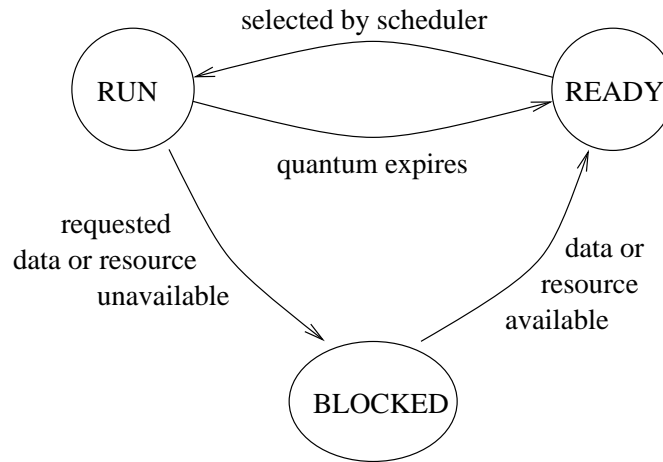 selected by scheduler
RUN
READY
quantum expires
requested
data or resource
unavailable
data or
resource
available
BLOCKED